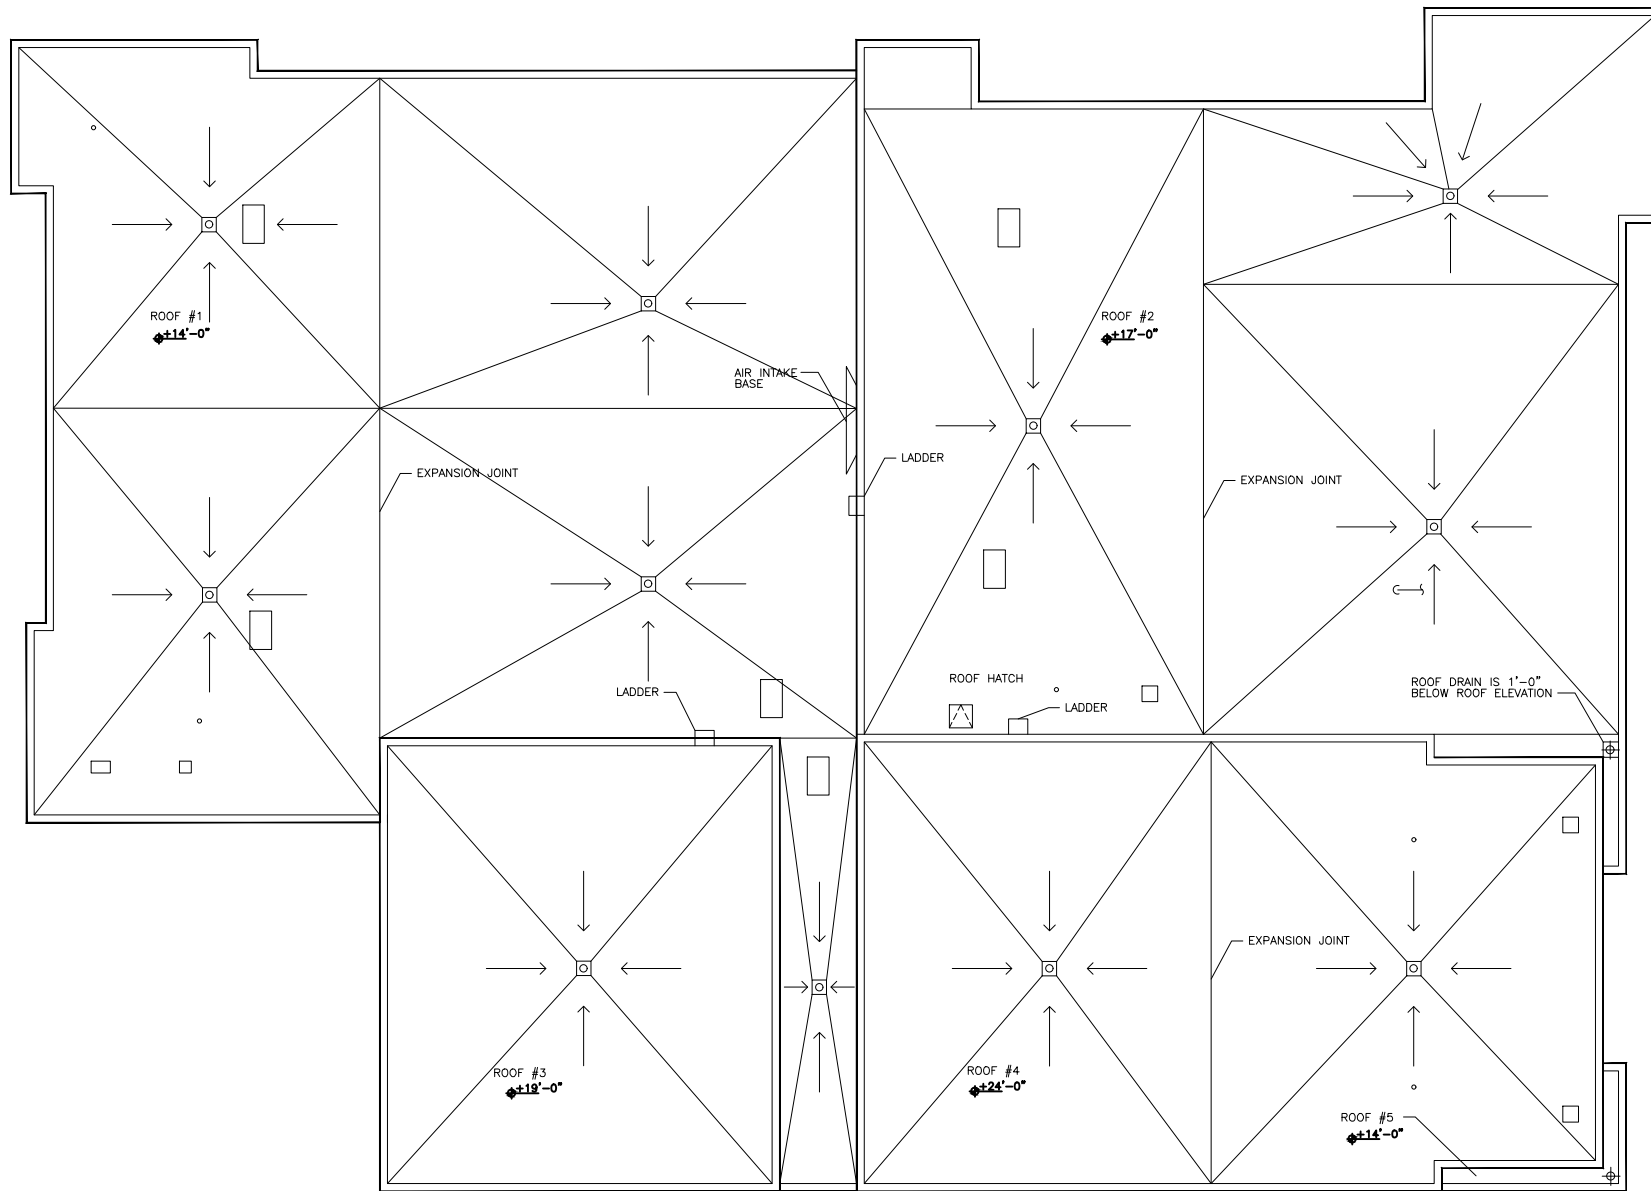 ROOF #1
+14'-0"
ROOF #2
+17'-0"
AIR INTAKE
BASE
LADDER
EXPANSION JOINT
EXPANSION JOINT
ROOF HATCH
LADDER
LADDER
ROOF DRAIN IS 1'-0"
BELOW ROOF ELEVATION
EXPANSION JOINT
ROOF #3
+19'-0"
ROOF #4
+24'-0"
ROOF #5
+14'-0"